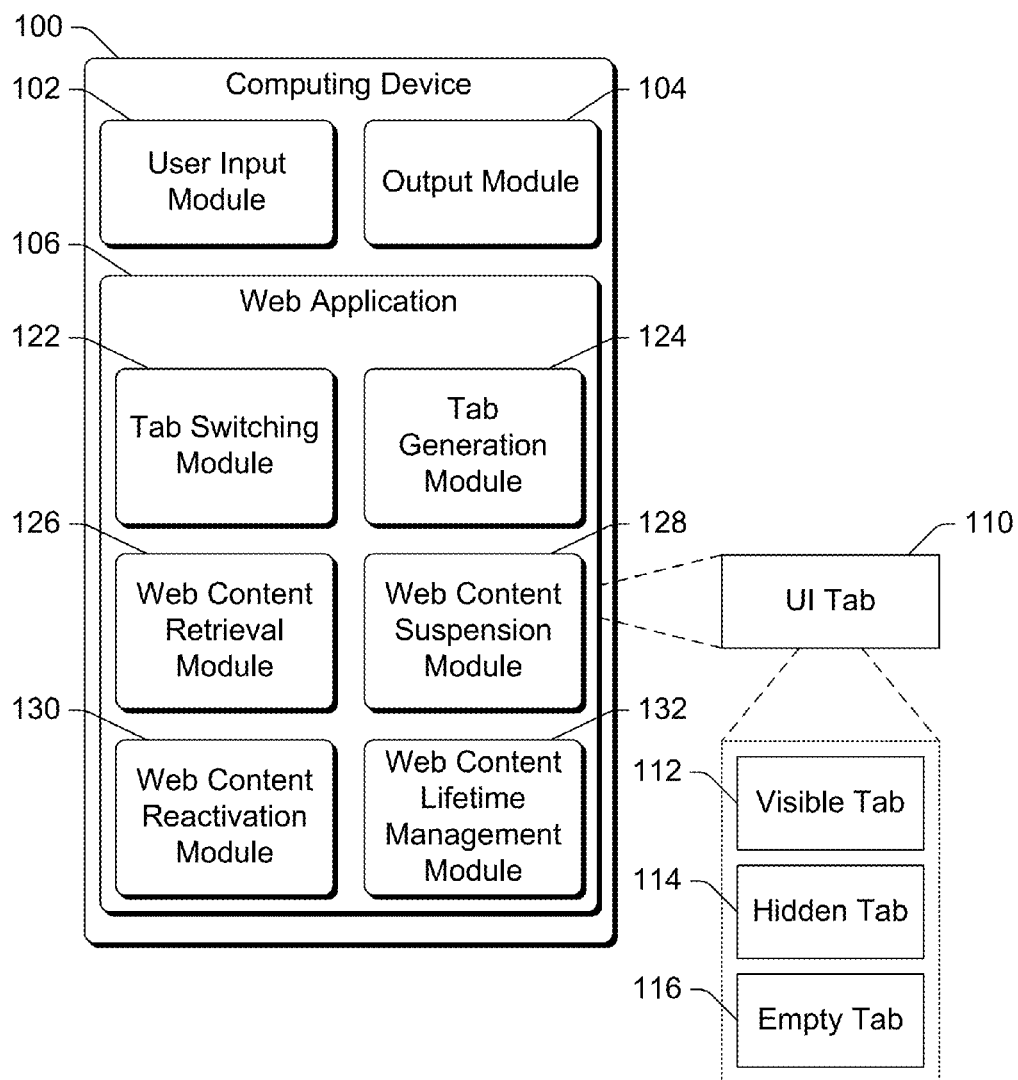 100
Computing Device
102
104
User Input
Module
Output Module
106
Web Application
122
124
Tab Switching
Module
Tab
Generation
Module
126
128
110
Web Content
Retrieval
Module
Web Content
Suspension
Module
UI Tab
130
132
Web Content
Reactivation
Module
Web Content
Lifetime
Management
Module
112
Visible Tab
114
Hidden Tab
116
Empty Tab